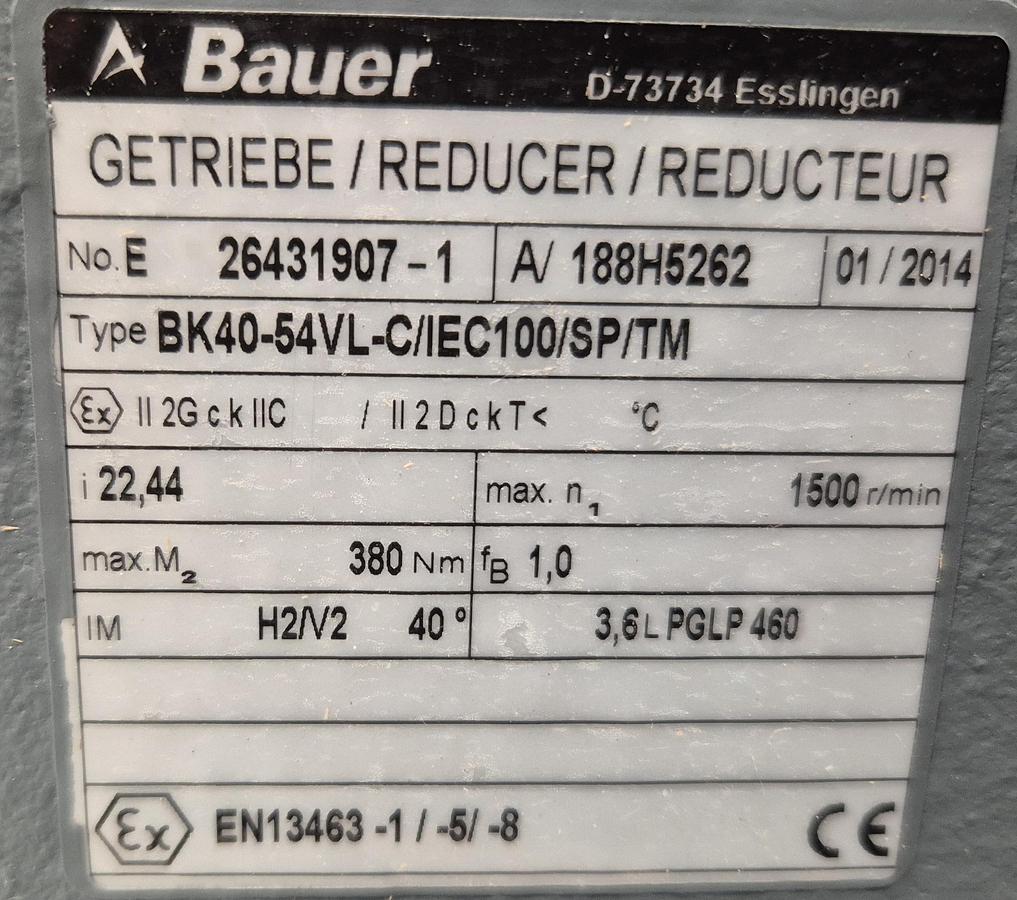 Bauer D-73734 Esslingen
GETRIEBE / REDUCER / REDUCTEUR
No. E 26431907 - 1 A/ 188H5262 01 / 2014
Type BK40-54VL-C/IEC100/SP/TM
Ex II 2G c k IIC / II 2 D c k T < °C
i 22,44 max. n1 1500 r/min
max. M2 380 Nm fB 1,0
IM H2/V2 40 ° 3,6 L PGLP 460
Ex EN13463 -1 / -5/ -8 CE